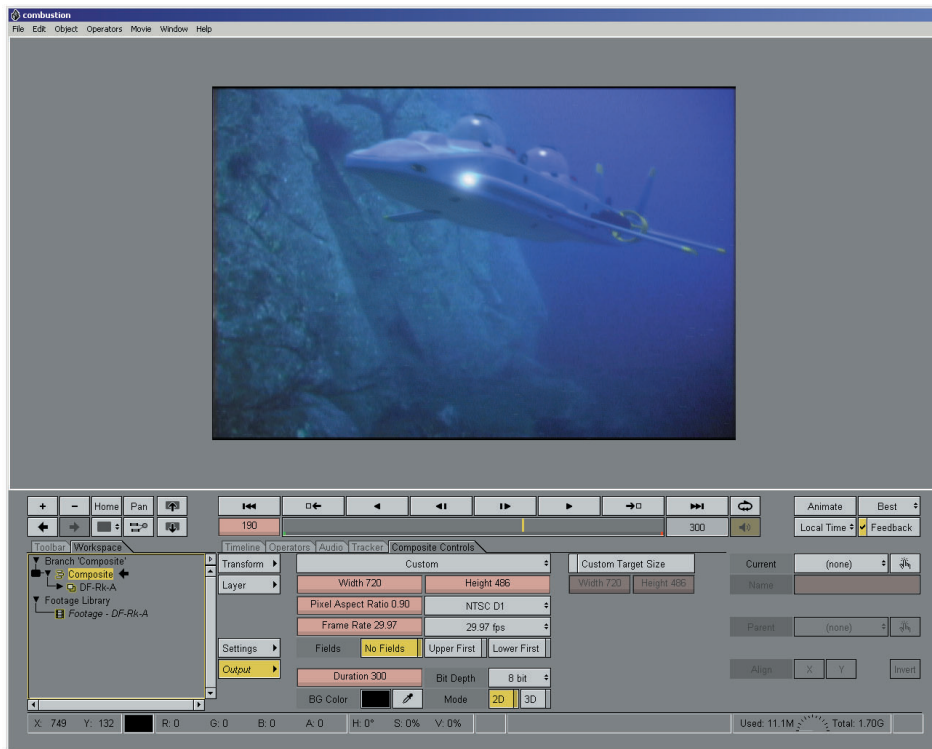 combustion
File Edit Object Operators Movie Window Help
+ - Home Pan
190 300
Animate Best
Local Time Feedback
Toolbar Workspace
Branch 'Composite'
Composite
DF-Rk-A
Footage Library
Footage - DF-Rk-A
Timeline Operators Audio Tracker Composite Controls
Transform Custom Custom Target Size Current (none)
Layer Width 720 Height 486 Width 720 Height 486 Name
Pixel Aspect Ratio 0.90 NTSC D1
Frame Rate 29.97 29.97 fps Parent (none)
Settings Fields No Fields Upper First Lower First
Output Duration 300 Bit Depth 8 bit Align X Y Invert
BG Color Mode 2D 3D
X: 749 Y: 132 R: 0 G: 0 B: 0 A: 0 H: 0° S: 0% V: 0% Used: 11.1M Total: 1.70G